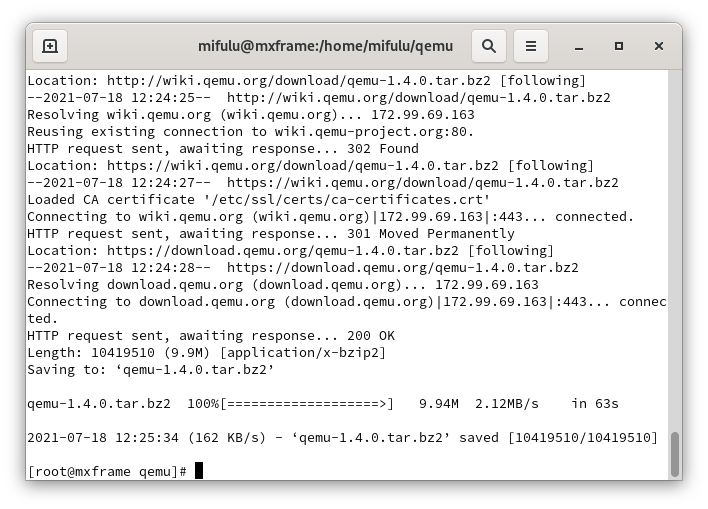 mifulu@mxframe:/home/mifulu/qemu
Location: http://wiki.qemu.org/download/qemu-1.4.0.tar.bz2 [following]
--2021-07-18 12:24:25--  http://wiki.qemu.org/download/qemu-1.4.0.tar.bz2
Resolving wiki.qemu.org (wiki.qemu.org)... 172.99.69.163
Reusing existing connection to wiki.qemu-project.org:80.
HTTP request sent, awaiting response... 302 Found
Location: https://wiki.qemu.org/download/qemu-1.4.0.tar.bz2 [following]
--2021-07-18 12:24:27--  https://wiki.qemu.org/download/qemu-1.4.0.tar.bz2
Loaded CA certificate '/etc/ssl/certs/ca-certificates.crt'
Connecting to wiki.qemu.org (wiki.qemu.org)|172.99.69.163|:443... connected.
HTTP request sent, awaiting response... 301 Moved Permanently
Location: https://download.qemu.org/qemu-1.4.0.tar.bz2 [following]
--2021-07-18 12:24:28--  https://download.qemu.org/qemu-1.4.0.tar.bz2
Resolving download.qemu.org (download.qemu.org)... 172.99.69.163
Connecting to download.qemu.org (download.qemu.org)|172.99.69.163|:443... connec
ted.
HTTP request sent, awaiting response... 200 OK
Length: 10419510 (9.9M) [application/x-bzip2]
Saving to: ‘qemu-1.4.0.tar.bz2’
qemu-1.4.0.tar.bz2  100%[===================>]   9.94M  2.12MB/s    in 63s
2021-07-18 12:25:34 (162 KB/s) - ‘qemu-1.4.0.tar.bz2’ saved [10419510/10419510]
[root@mxframe qemu]#